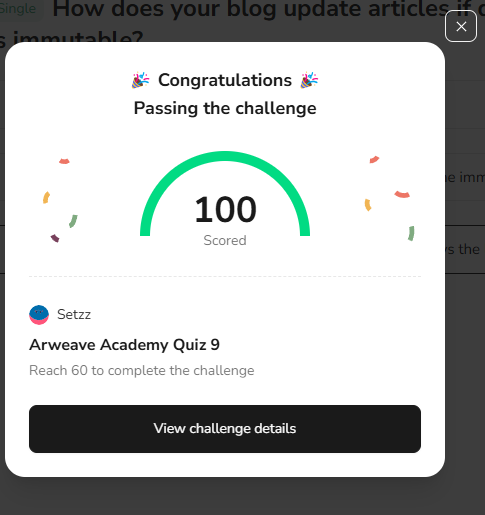 Single How does your blog update articles if
s immutable?
Congratulations
Passing the challenge
100
Scored
e imm
vs the
Setzz
Arweave Academy Quiz 9
Reach 60 to complete the challenge
View challenge details